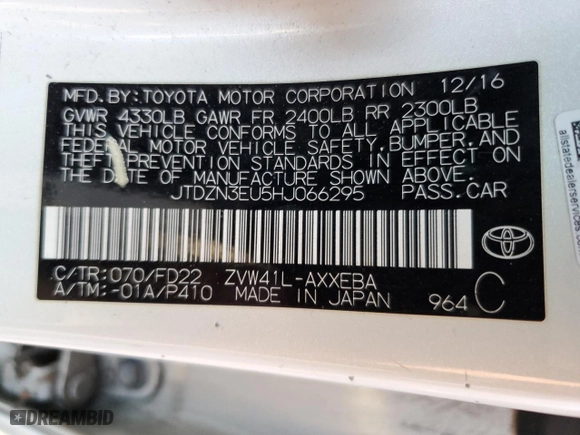 MFD.BY:TOYOTA MOTOR CORPORATION 12/16
GVWR 4330LB GAWR FR 2400LB RR 2300LB
THIS VEHICLE CONFORMS TO ALL APPLICABLE
FEDERAL MOTOR VEHICLE SAFETY, BUMPER, AND
THEFT PREVENTION STANDARDS IN EFFECT ON
THE DATE OF MANUFACTURE SHOWN ABOVE.
JTDZN3EU5HJ066295 PASS.CAR
C/TR:070/FD22 ZVW41L-AXXEBA
A/TM:-01A/P410 MADE IN JAPAN 964 C
allstatedealerservices
DREAMBID